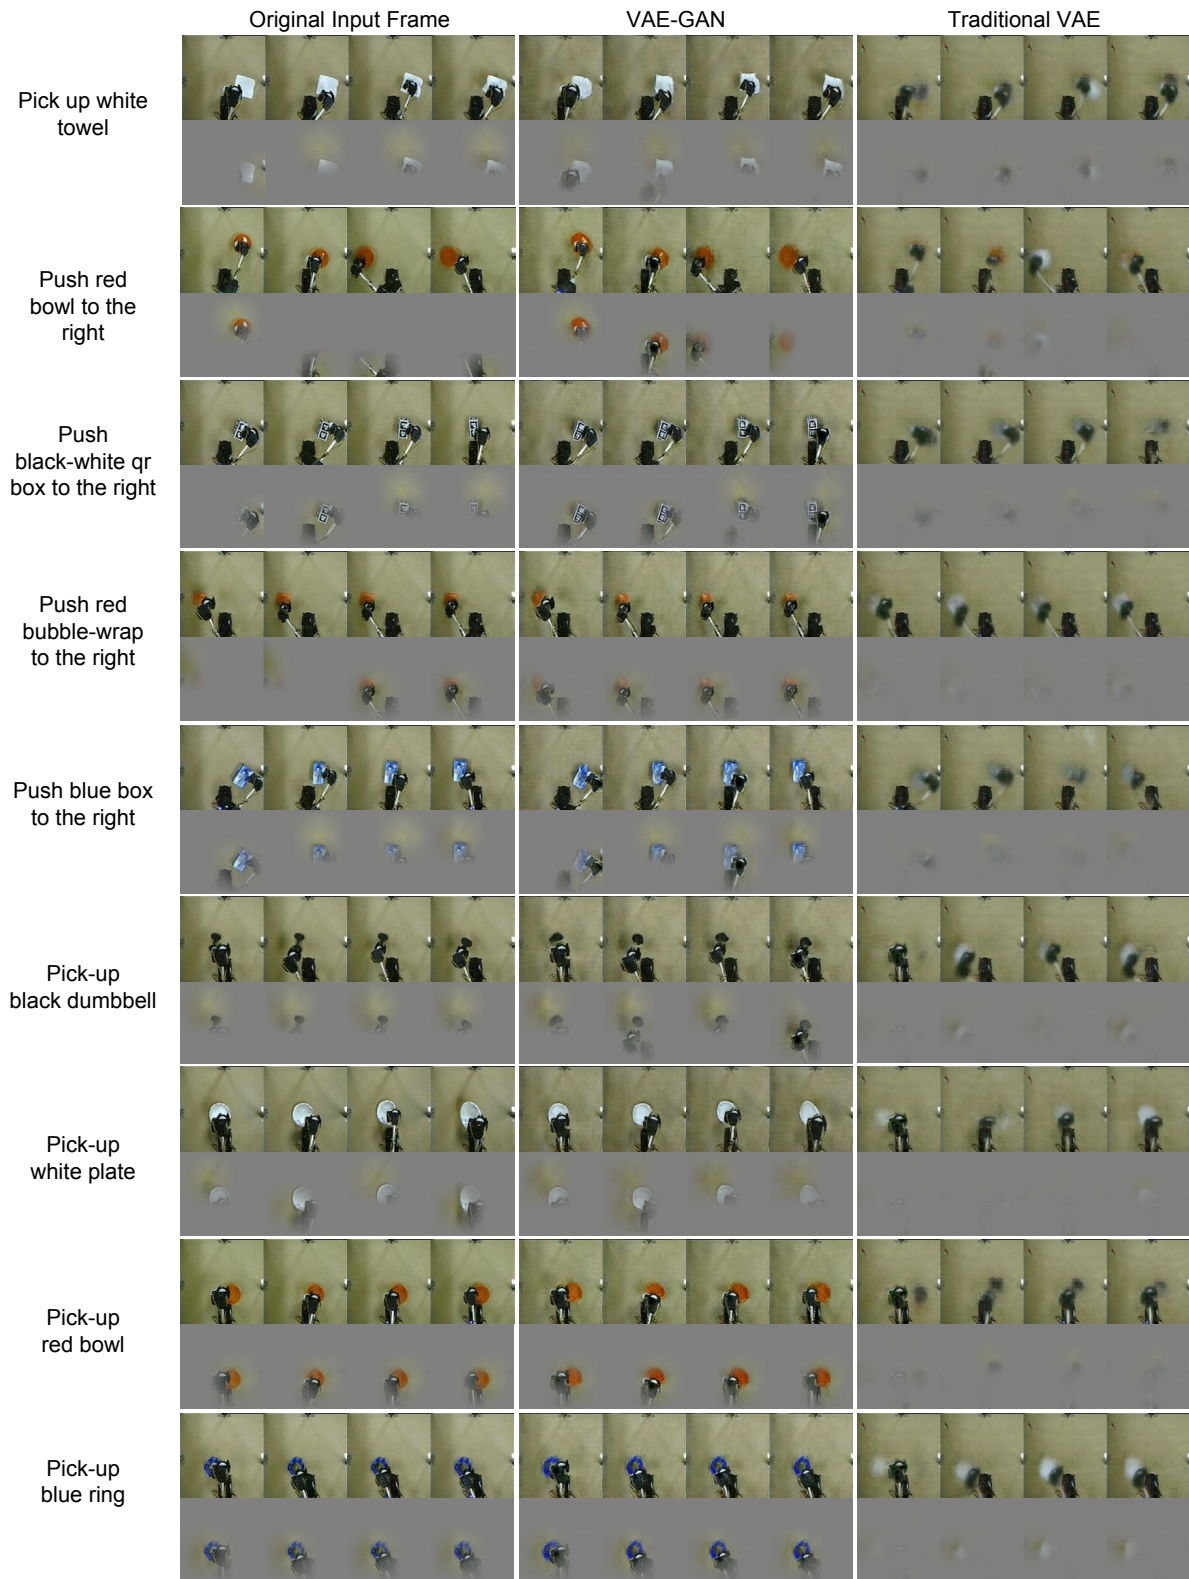 Original Input Frame
VAE-GAN
Traditional VAE
Pick up white
towel
Push red
bowl to the
right
Push
black-white qr
box to the right
Push red
bubble-wrap
to the right
Push blue box
to the right
Pick-up
black dumbbell
Pick-up
white plate
Pick-up
red bowl
Pick-up
blue ring